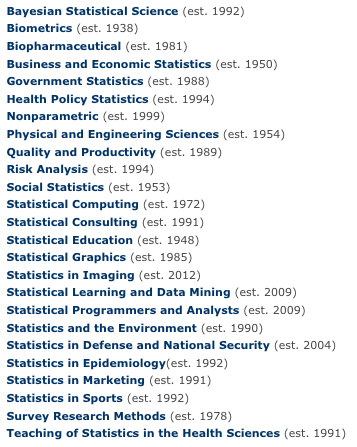 Bayesian Statistical Science (est. 1992)
Biometrics (est. 1938)
Biopharmaceutical (est. 1981)
Business and Economic Statistics (est. 1950)
Government Statistics (est. 1988)
Health Policy Statistics (est. 1994)
Nonparametric (est. 1999)
Physical and Engineering Sciences (est. 1954)
Quality and Productivity (est. 1989)
Risk Analysis (est. 1994)
Social Statistics (est. 1953)
Statistical Computing (est. 1972)
Statistical Consulting (est. 1991)
Statistical Education (est. 1948)
Statistical Graphics (est. 1985)
Statistics in Imaging (est. 2012)
Statistical Learning and Data Mining (est. 2009)
Statistical Programmers and Analysts (est. 2009)
Statistics and the Environment (est. 1990)
Statistics in Defense and National Security (est. 2004)
Statistics in Epidemiology(est. 1992)
Statistics in Marketing (est. 1991)
Statistics in Sports (est. 1992)
Survey Research Methods (est. 1978)
Teaching of Statistics in the Health Sciences (est. 1991)